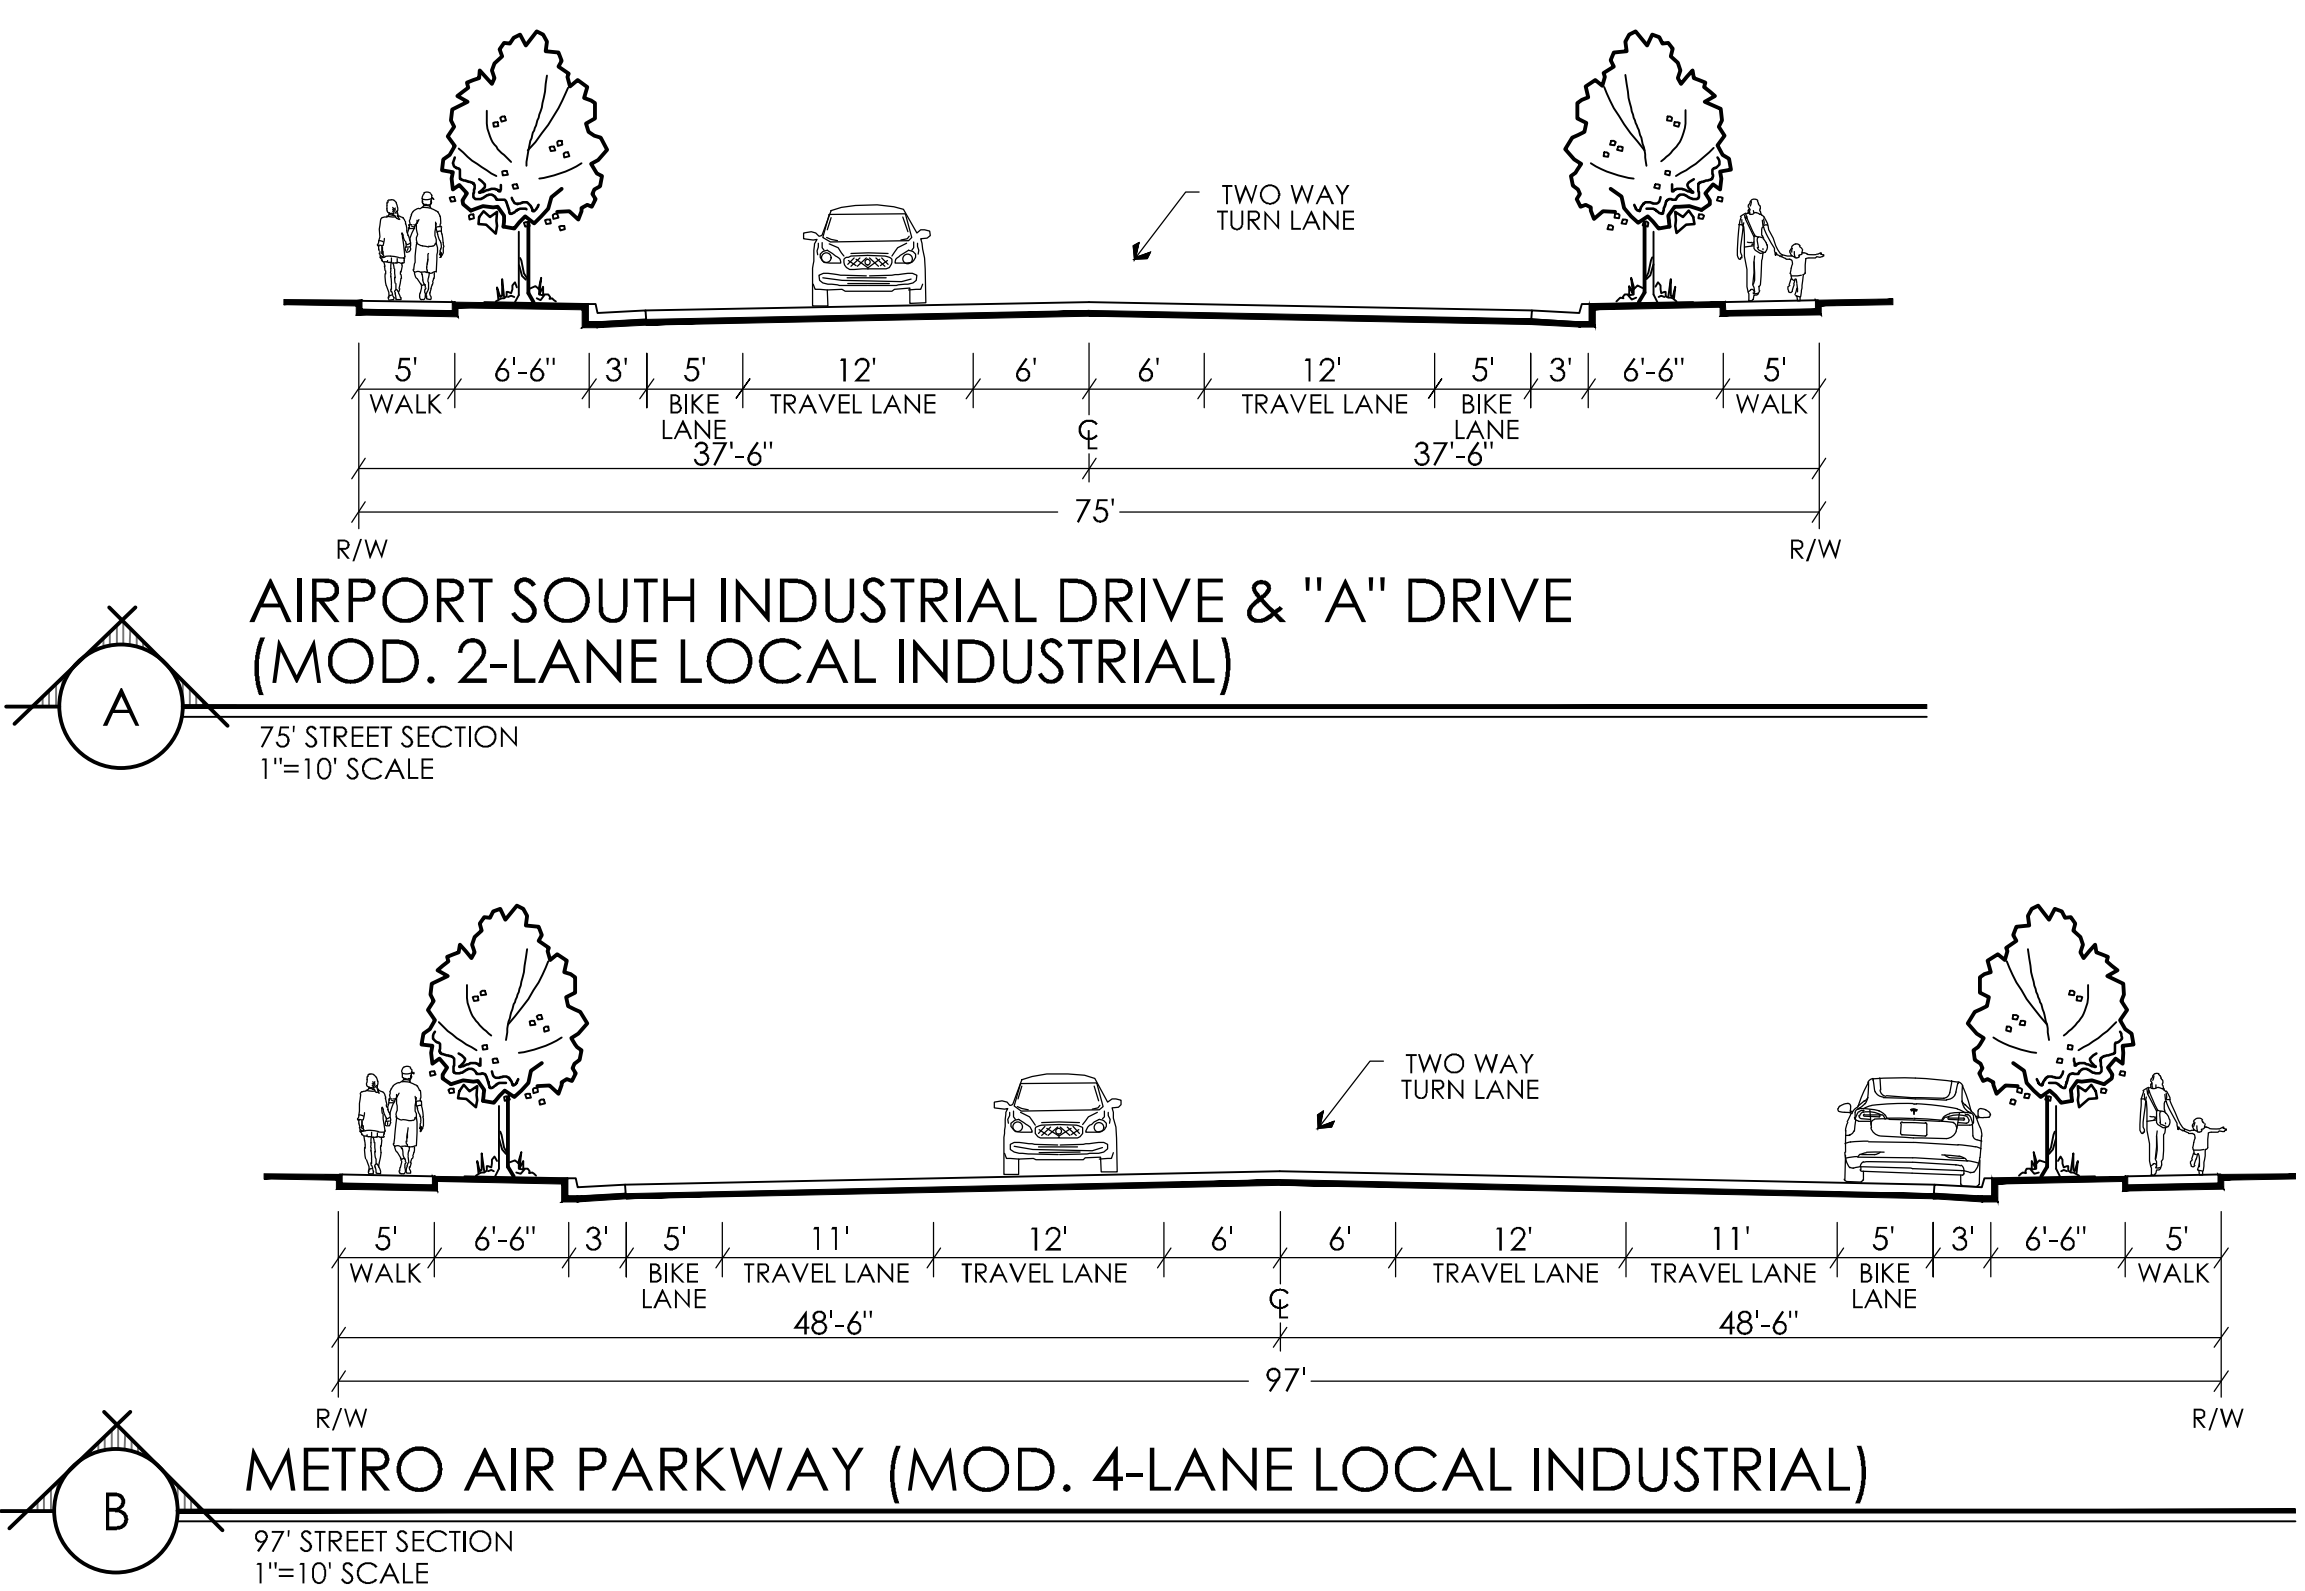 TWO WAY
TURN LANE
5' 6'-6" 3' 5' 12' 6' 6' 12' 5' 3' 6'-6" 5'
WALK BIKE TRAVEL LANE TRAVEL LANE BIKE WALK
LANE ℄ LANE
37'-6" 37'-6"
75'
R/W R/W
AIRPORT SOUTH INDUSTRIAL DRIVE & "A" DRIVE
(MOD. 2-LANE LOCAL INDUSTRIAL)
A
75' STREET SECTION
1"=10' SCALE
TWO WAY
TURN LANE
5' 6'-6" 3' 5' 11' 12' 6' 6' 12' 11' 5' 3' 6'-6" 5'
WALK BIKE TRAVEL LANE TRAVEL LANE TRAVEL LANE TRAVEL LANE BIKE WALK
LANE ℄ LANE
48'-6" 48'-6"
97'
R/W R/W
METRO AIR PARKWAY (MOD. 4-LANE LOCAL INDUSTRIAL)
B
97' STREET SECTION
1"=10' SCALE